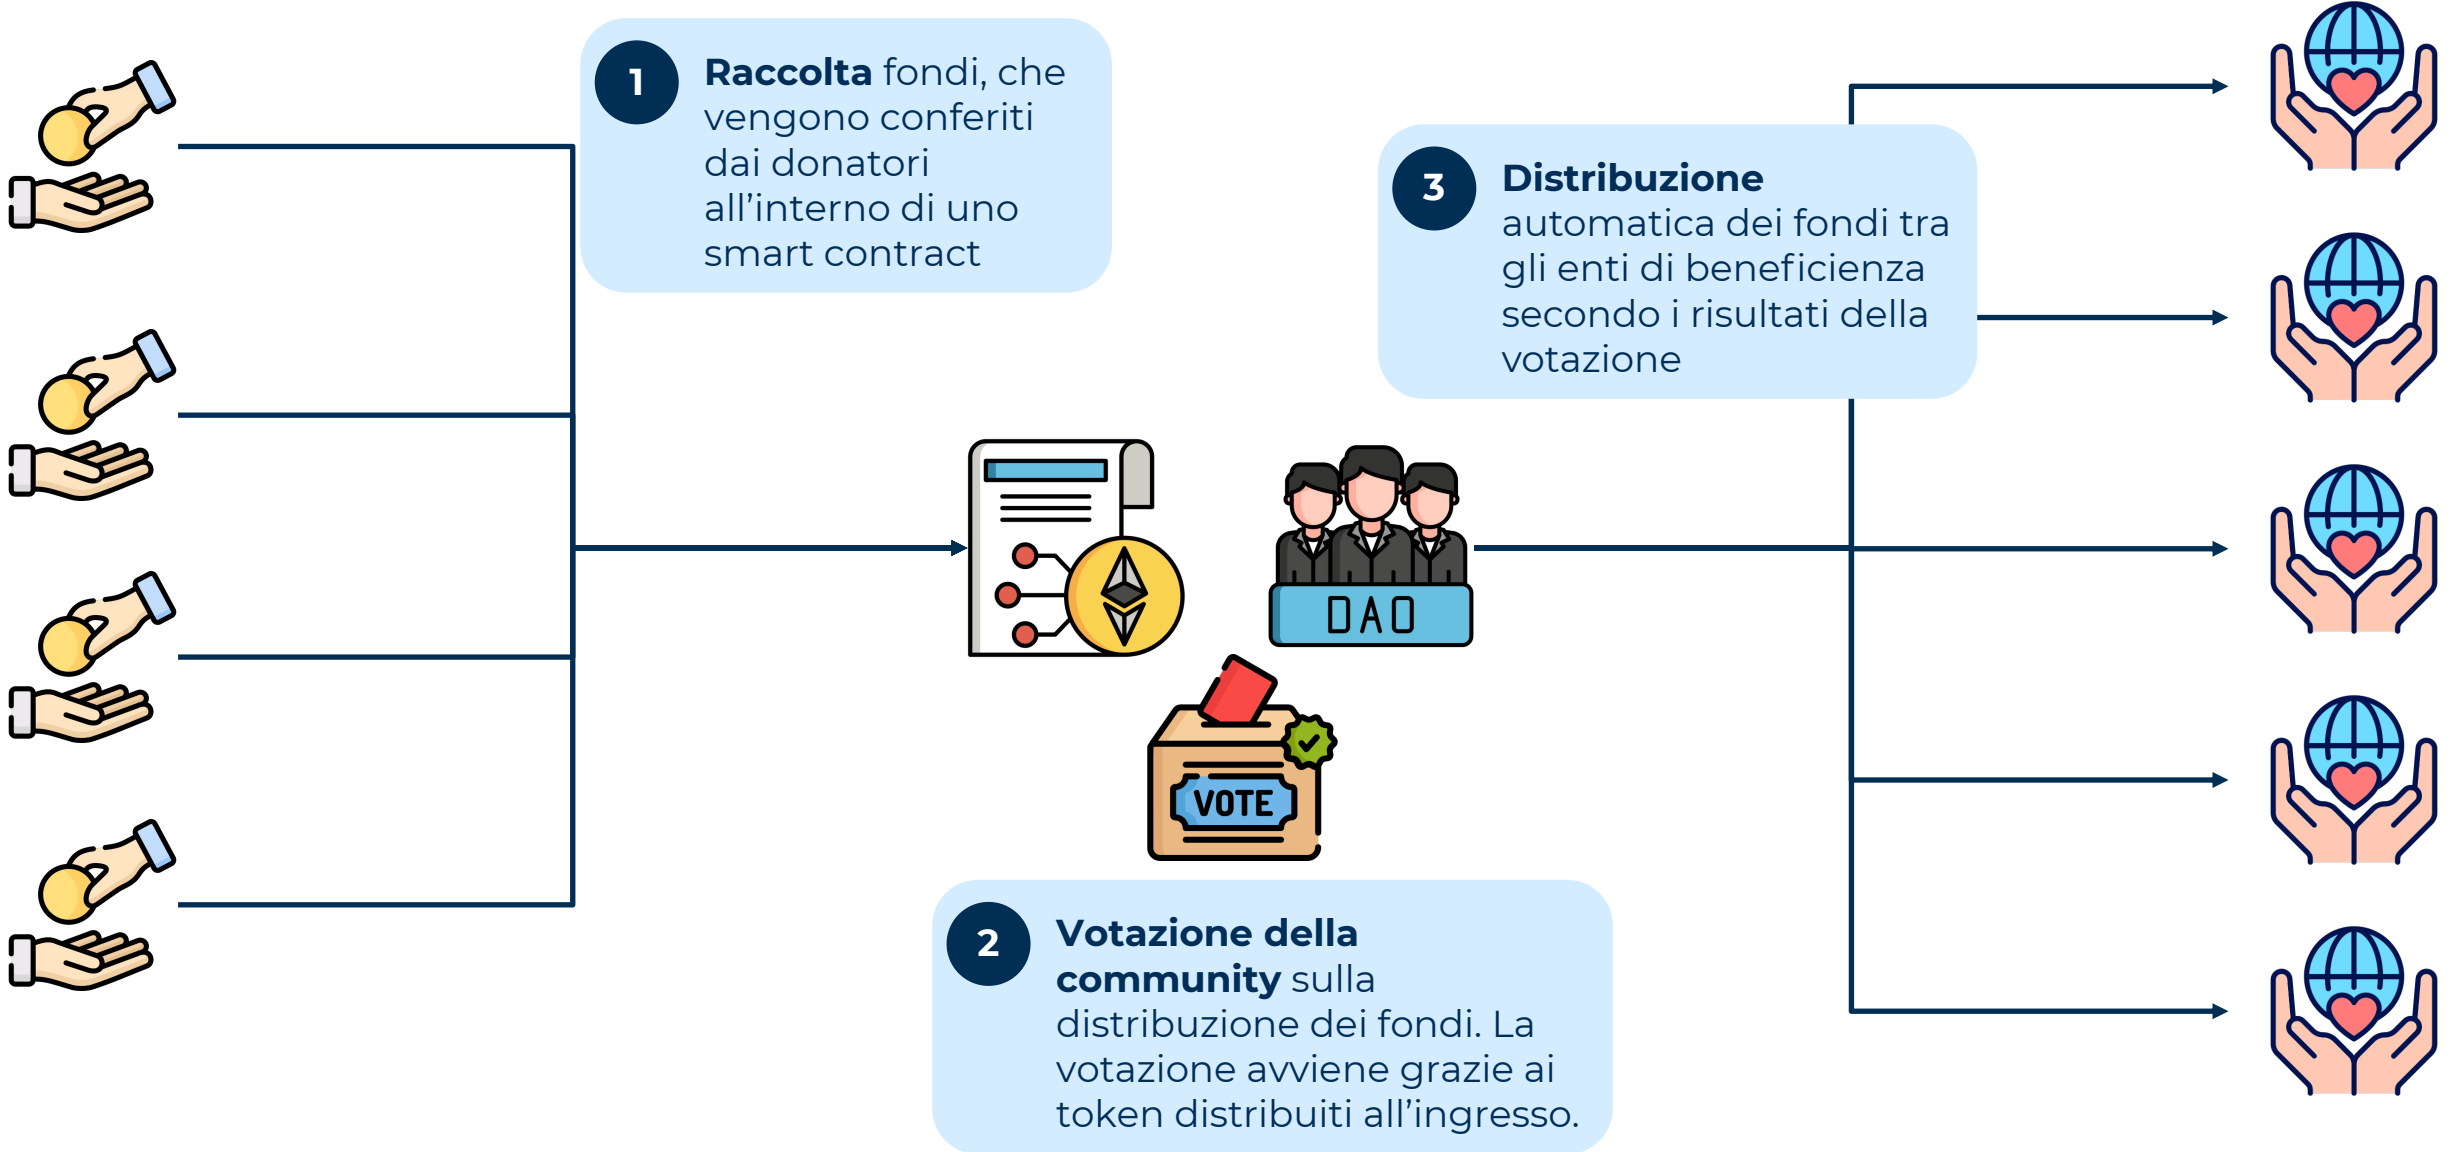 1
Raccolta fondi, che
vengono conferiti
dai donatori
all’interno di uno
smart contract
3
Distribuzione
automatica dei fondi tra
gli enti di beneficienza
secondo i risultati della
votazione
DAO
VOTE
2
Votazione della
community sulla
distribuzione dei fondi. La
votazione avviene grazie ai
token distribuiti all’ingresso.